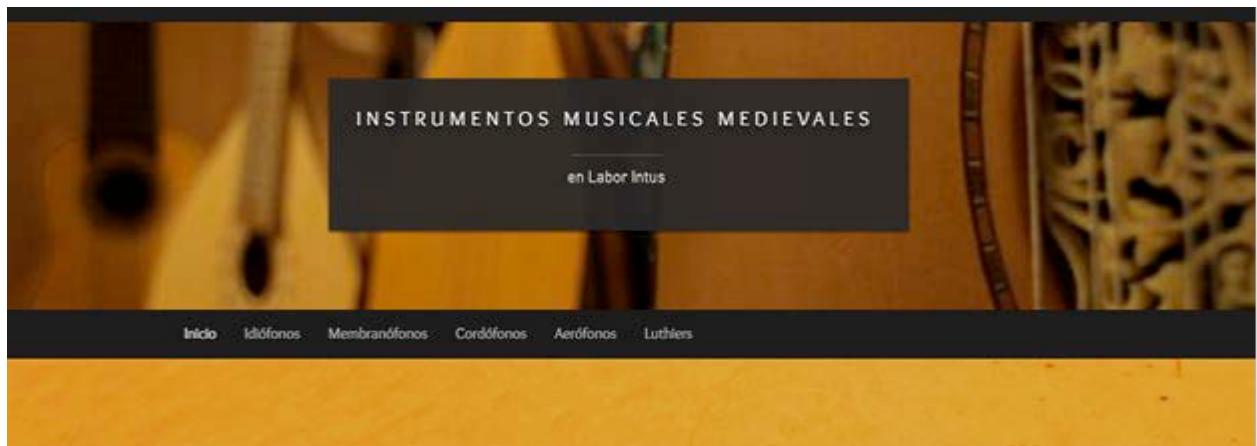 INSTRUMENTOS MUSICALES MEDIEVALES
en Labor Intus
Inicio Idiófonos Membranófonos Cordófonos Aerófonos Luthiers